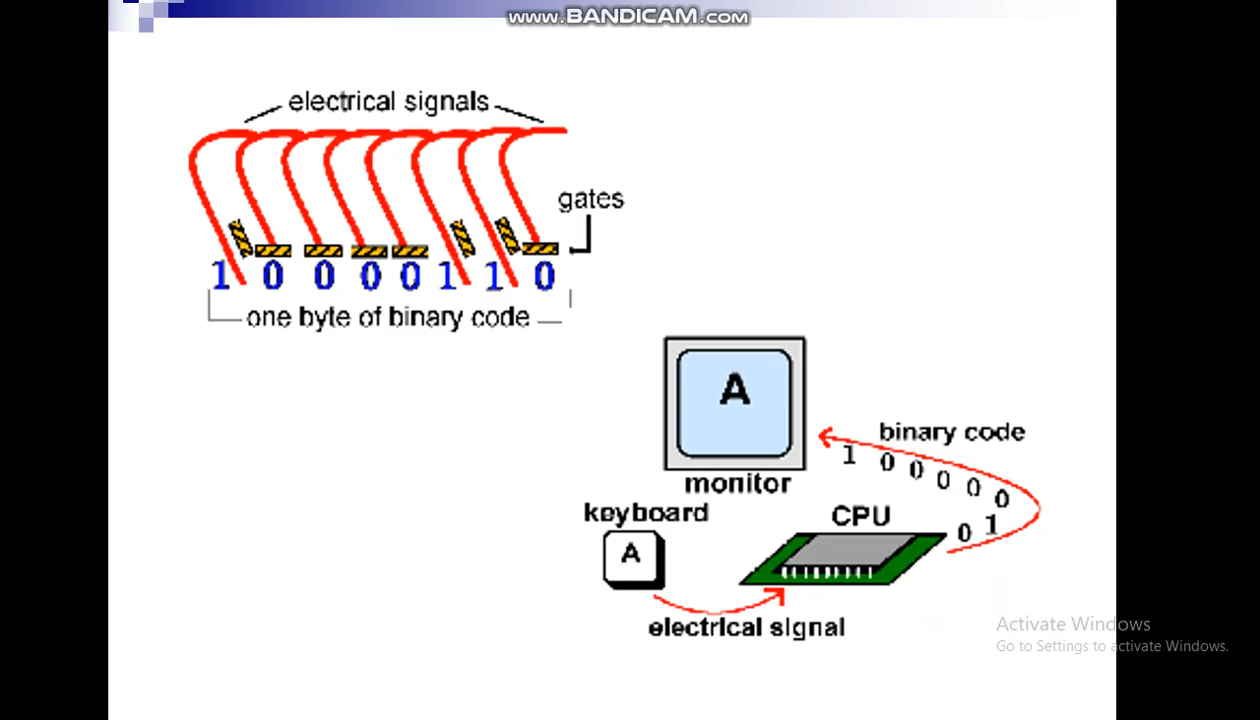 www.BANDICAM.com
electrical signals
gates
1 0 0 0 0 1 1 0
one byte of binary code
A
monitor
binary code
1 0 0 0 0 0
0 1
keyboard
A
CPU
electrical signal
Activate Windows
Go to Settings to activate Windows.